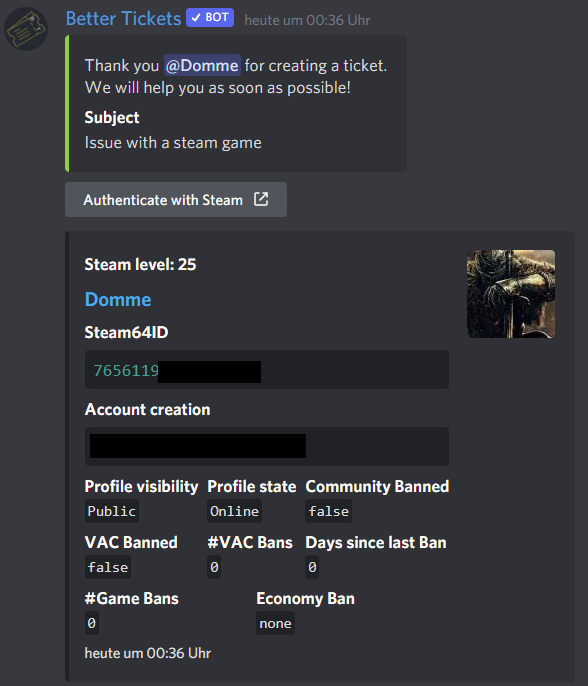 Better Tickets ✓ BOT heute um 00:36 Uhr
Thank you @Domme for creating a ticket.
We will help you as soon as possible!
Subject
Issue with a steam game
Authenticate with Steam
Steam level: 25
Domme
Steam64ID
7656119
Account creation
Profile visibility Profile state Community Banned
Public Online false
VAC Banned #VAC Bans Days since last Ban
false 0 0
#Game Bans Economy Ban
0 none
heute um 00:36 Uhr